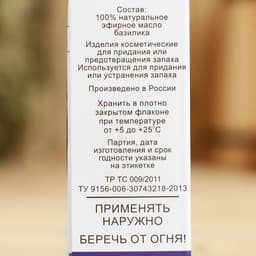 Состав:
100% натуральное
эфирное масло
базилика
Изделия косметические
для придания или
предотвращения запаха
Используется для придания
или устранения запаха
Произведено в России
Хранить в плотно
закрытом флаконе
при температуре
от +5 до +25°С
Партия, дата
изготовления и срок
годности указаны
на этикетке
ТР ТС 009/2011
ТУ 9156-006-30743218-2013
ПРИМЕНЯТЬ
НАРУЖНО
БЕРЕЧЬ ОТ ОГНЯ!